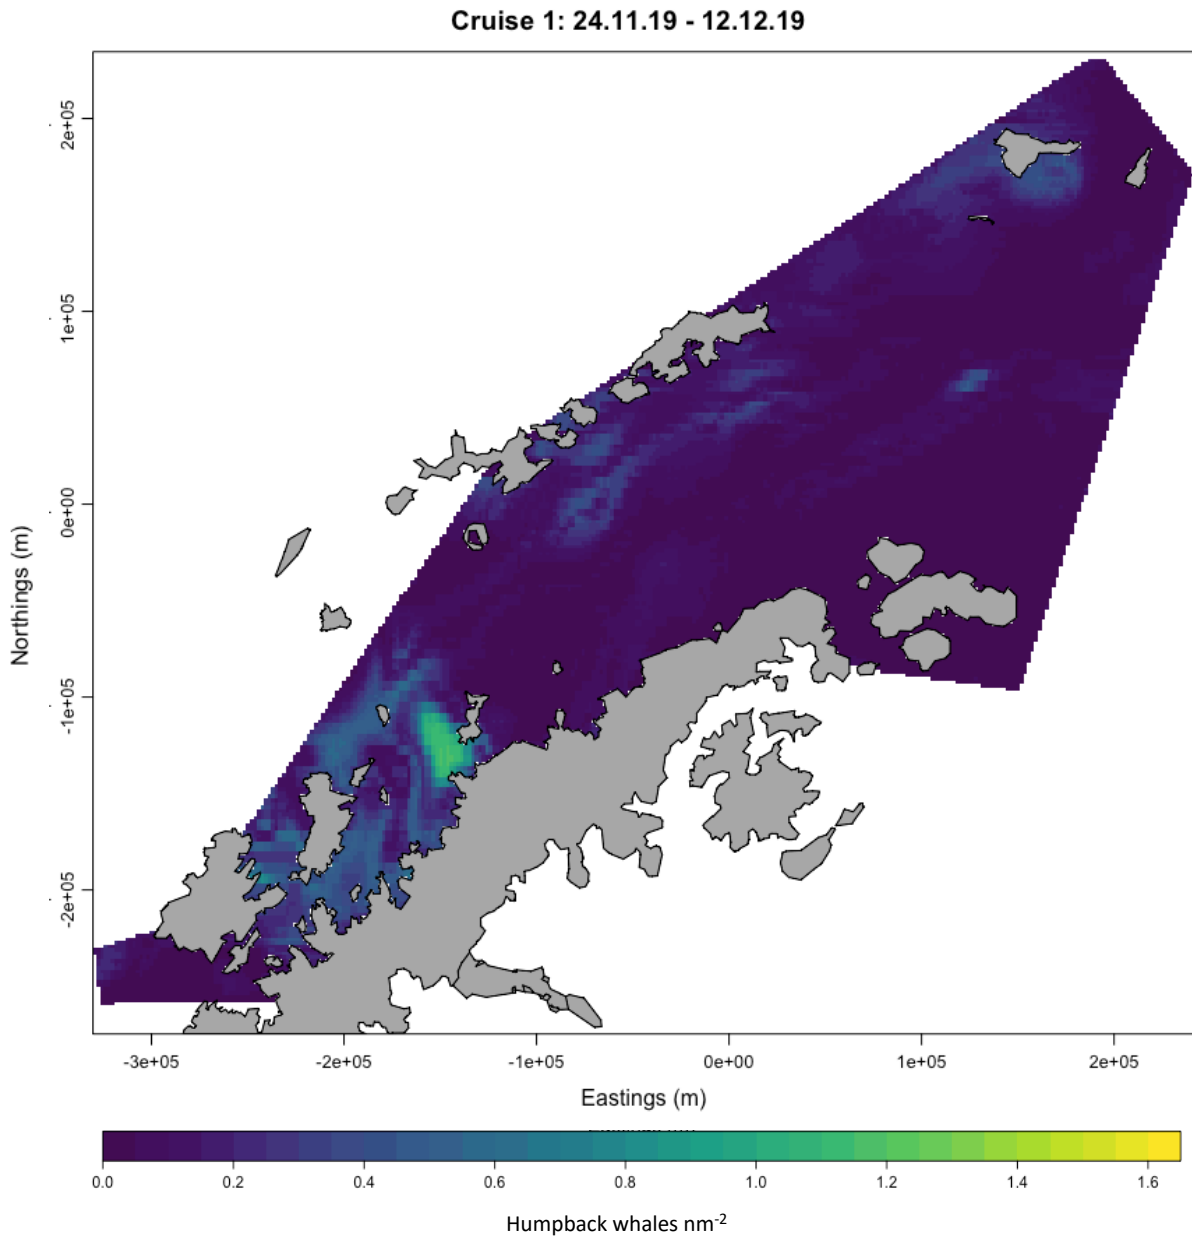 Cruise 1: 24.11.19 - 12.12.19
2e+05
1e+05
0e+00
-1e+05
-2e+05
Northings (m)
-3e+05 -2e+05 -1e+05 0e+00 1e+05 2e+05
Eastings (m)
0.0 0.2 0.4 0.6 0.8 1.0 1.2 1.4 1.6
Humpback whales nm⁻²